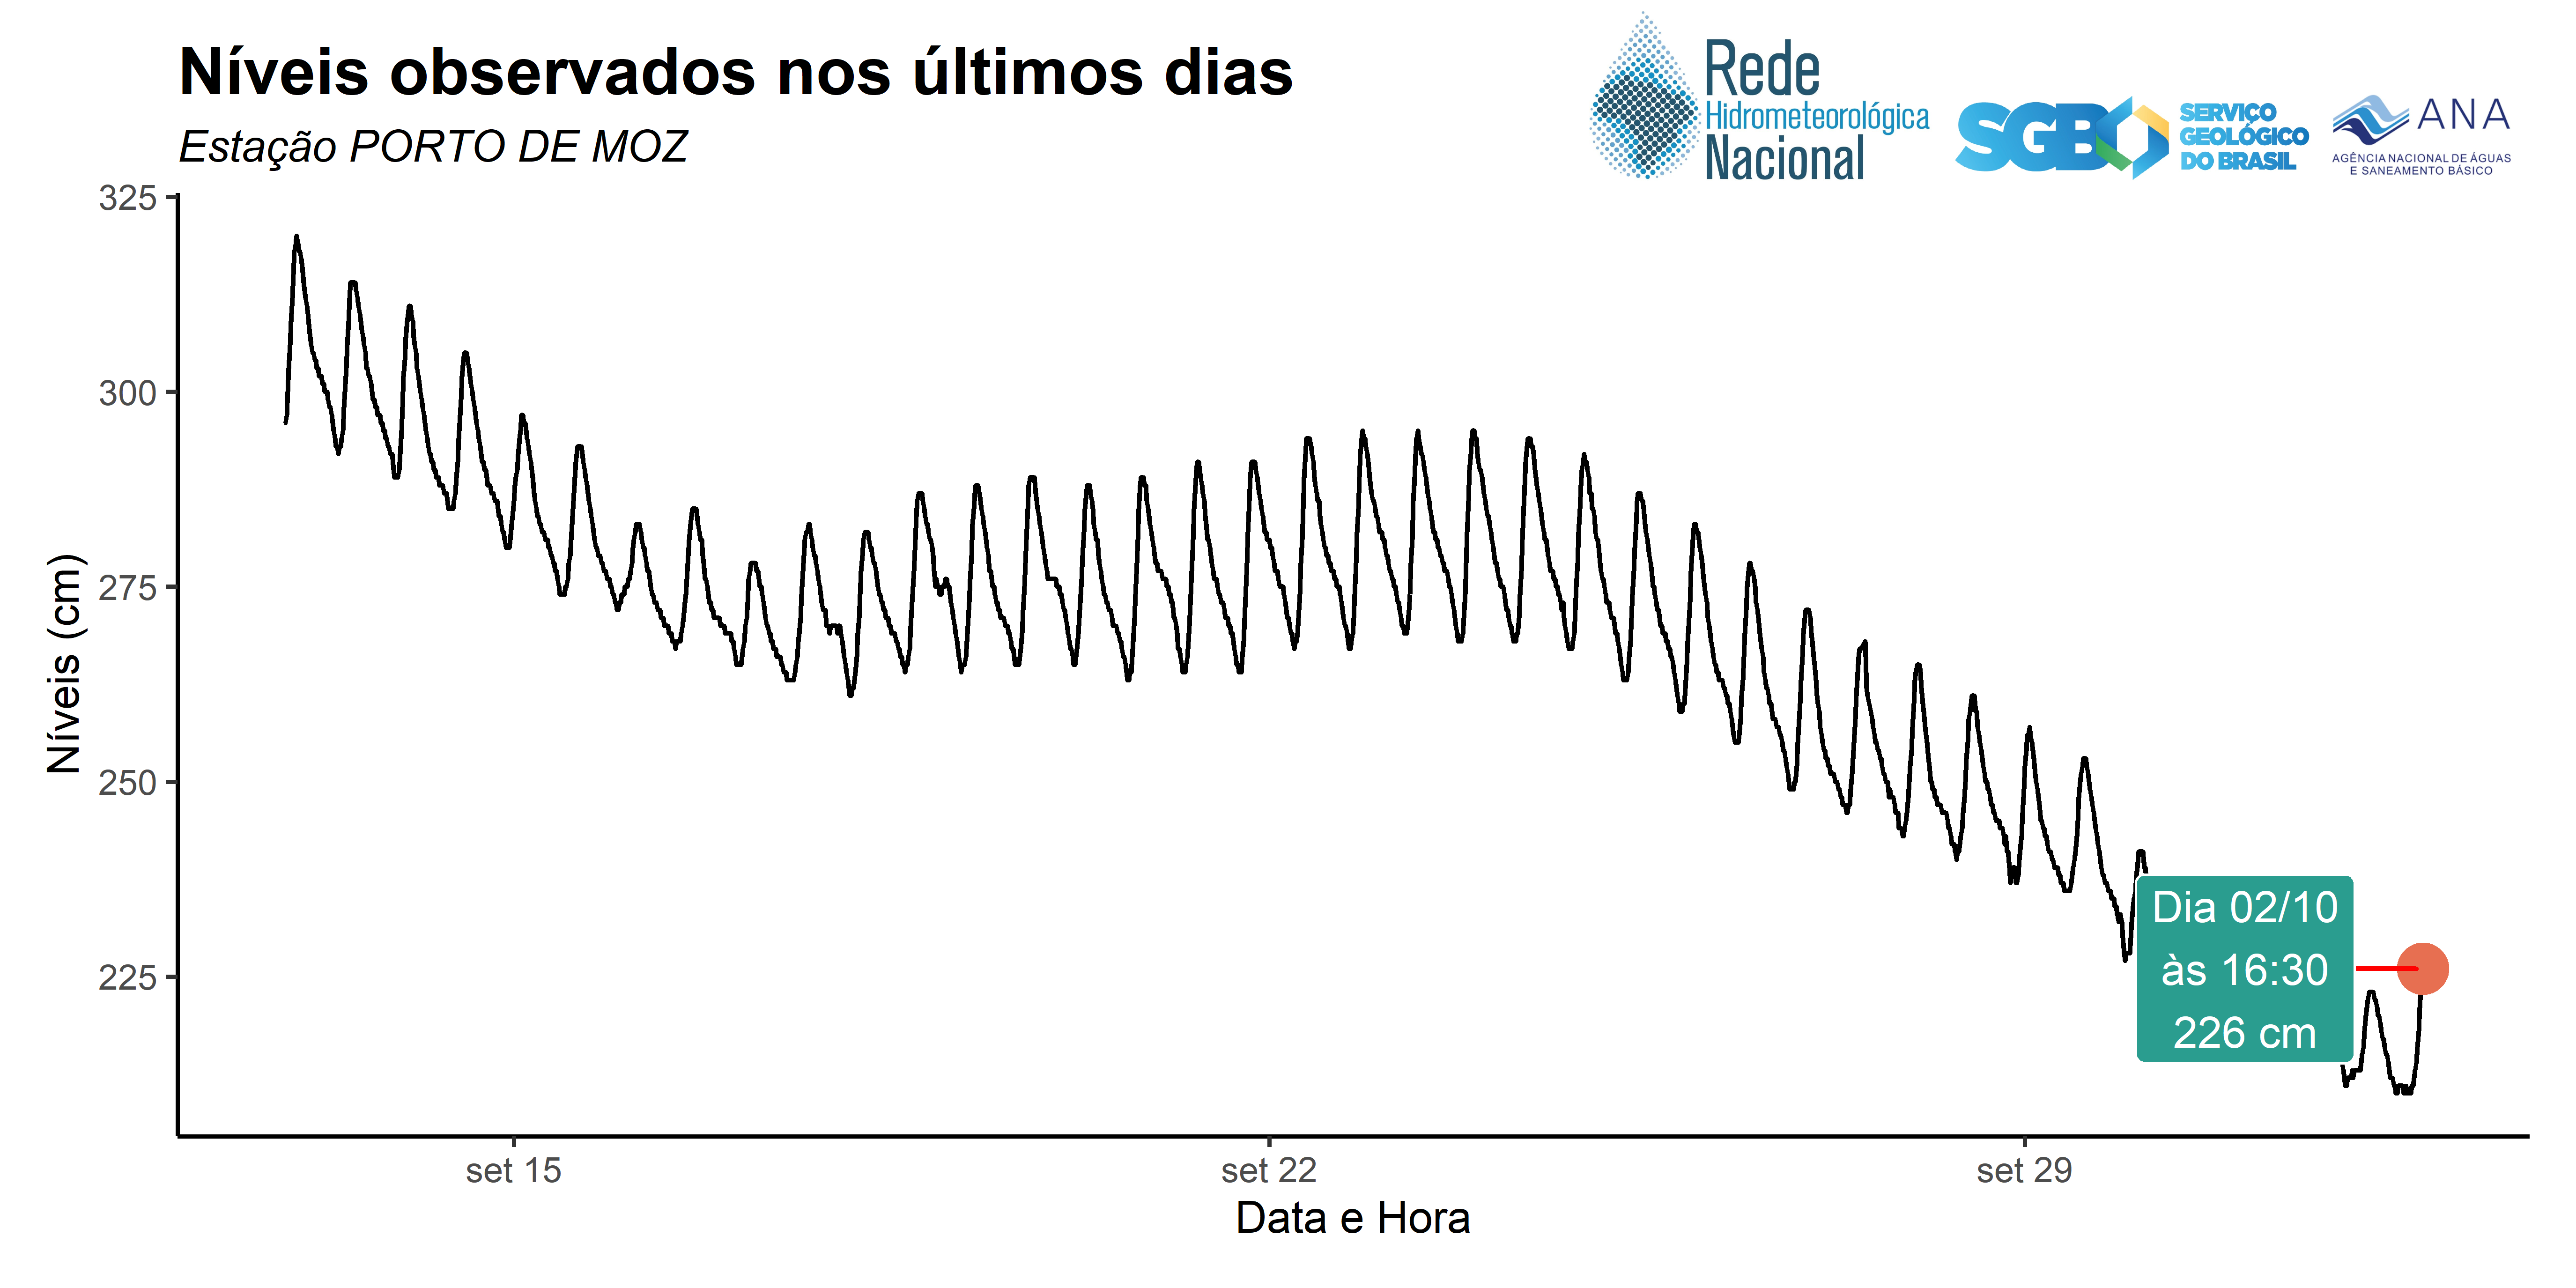 Níveis observados nos últimos dias
Estação PORTO DE MOZ
Rede
Hidrometeorológica
Nacional
SGB
SERVIÇO
GEOLÓGICO
DO BRASIL
ANA
AGÊNCIA NACIONAL DE ÁGUAS
E SANEAMENTO BÁSICO
Níveis (cm)
325
300
275
250
225
Dia 02/10
às 16:30
226 cm
set 15
set 22
set 29
Data e Hora